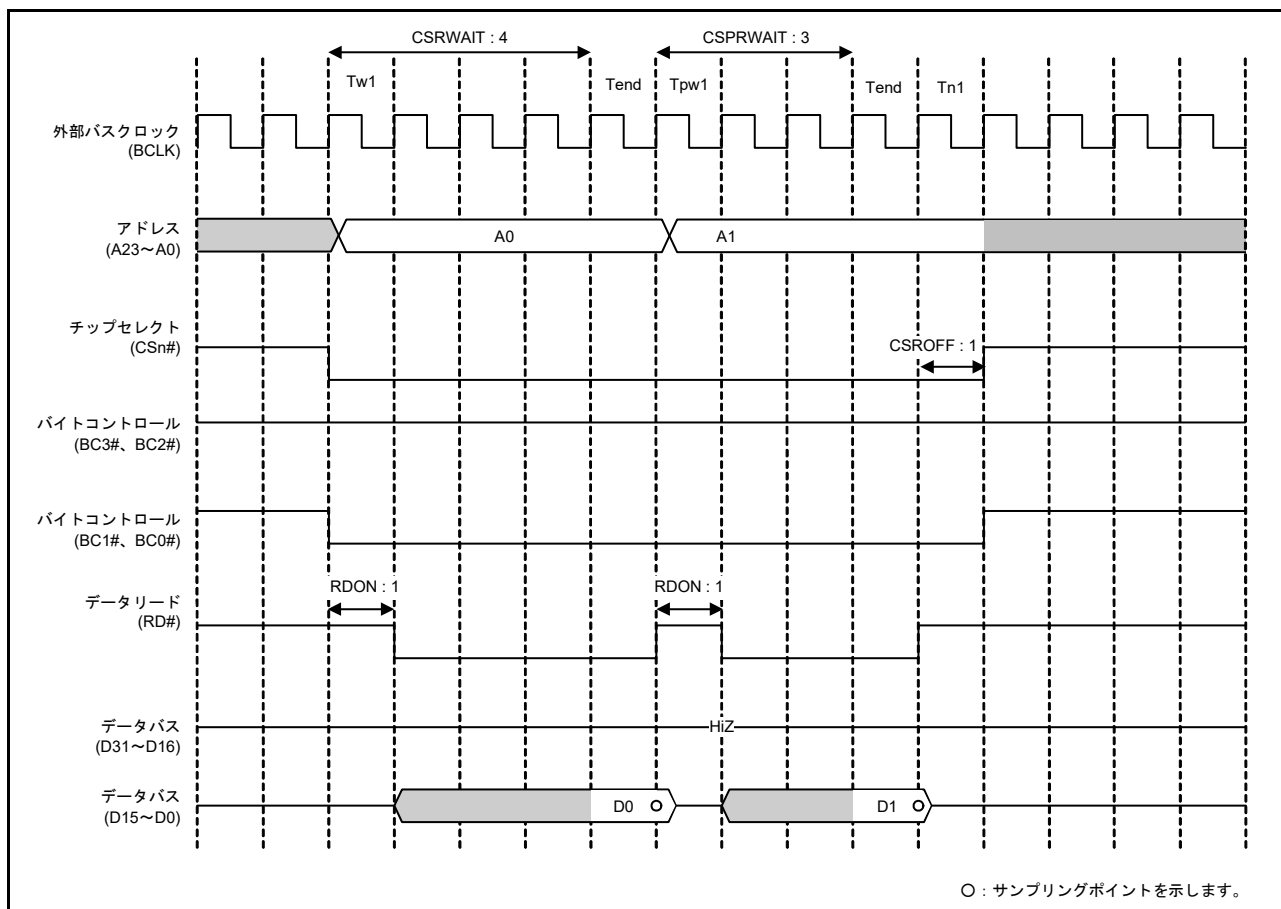 CSRWAIT : 4
CSPRWAIT : 3
Tw1
Tend
Tpw1
Tend
Tn1
外部バスクロック
(BCLK)
アドレス
(A23～A0)
A0
A1
チップセレクト
(CSn#)
CSROFF : 1
バイトコントロール
(BC3#、BC2#)
バイトコントロール
(BC1#、BC0#)
RDON : 1
RDON : 1
データリード
(RD#)
データバス
(D31～D16)
HiZ
データバス
(D15～D0)
D0
D1
○ : サンプリングポイントを示します。